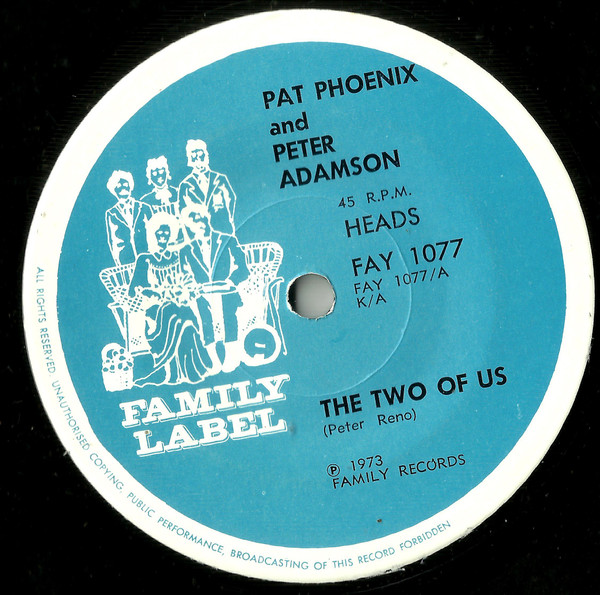 PAT PHOENIX
and
PETER
ADAMSON
45 R.P.M.
HEADS
FAY 1077
FAY 1077/A
K/A
THE TWO OF US
(Peter Reno)
℗ 1973
FAMILY RECORDS
FAMILY
LABEL
ALL RIGHTS RESERVED. UNAUTHORISED COPYING, PUBLIC PERFORMANCE, BROADCASTING OF THIS RECORD FORBIDDEN